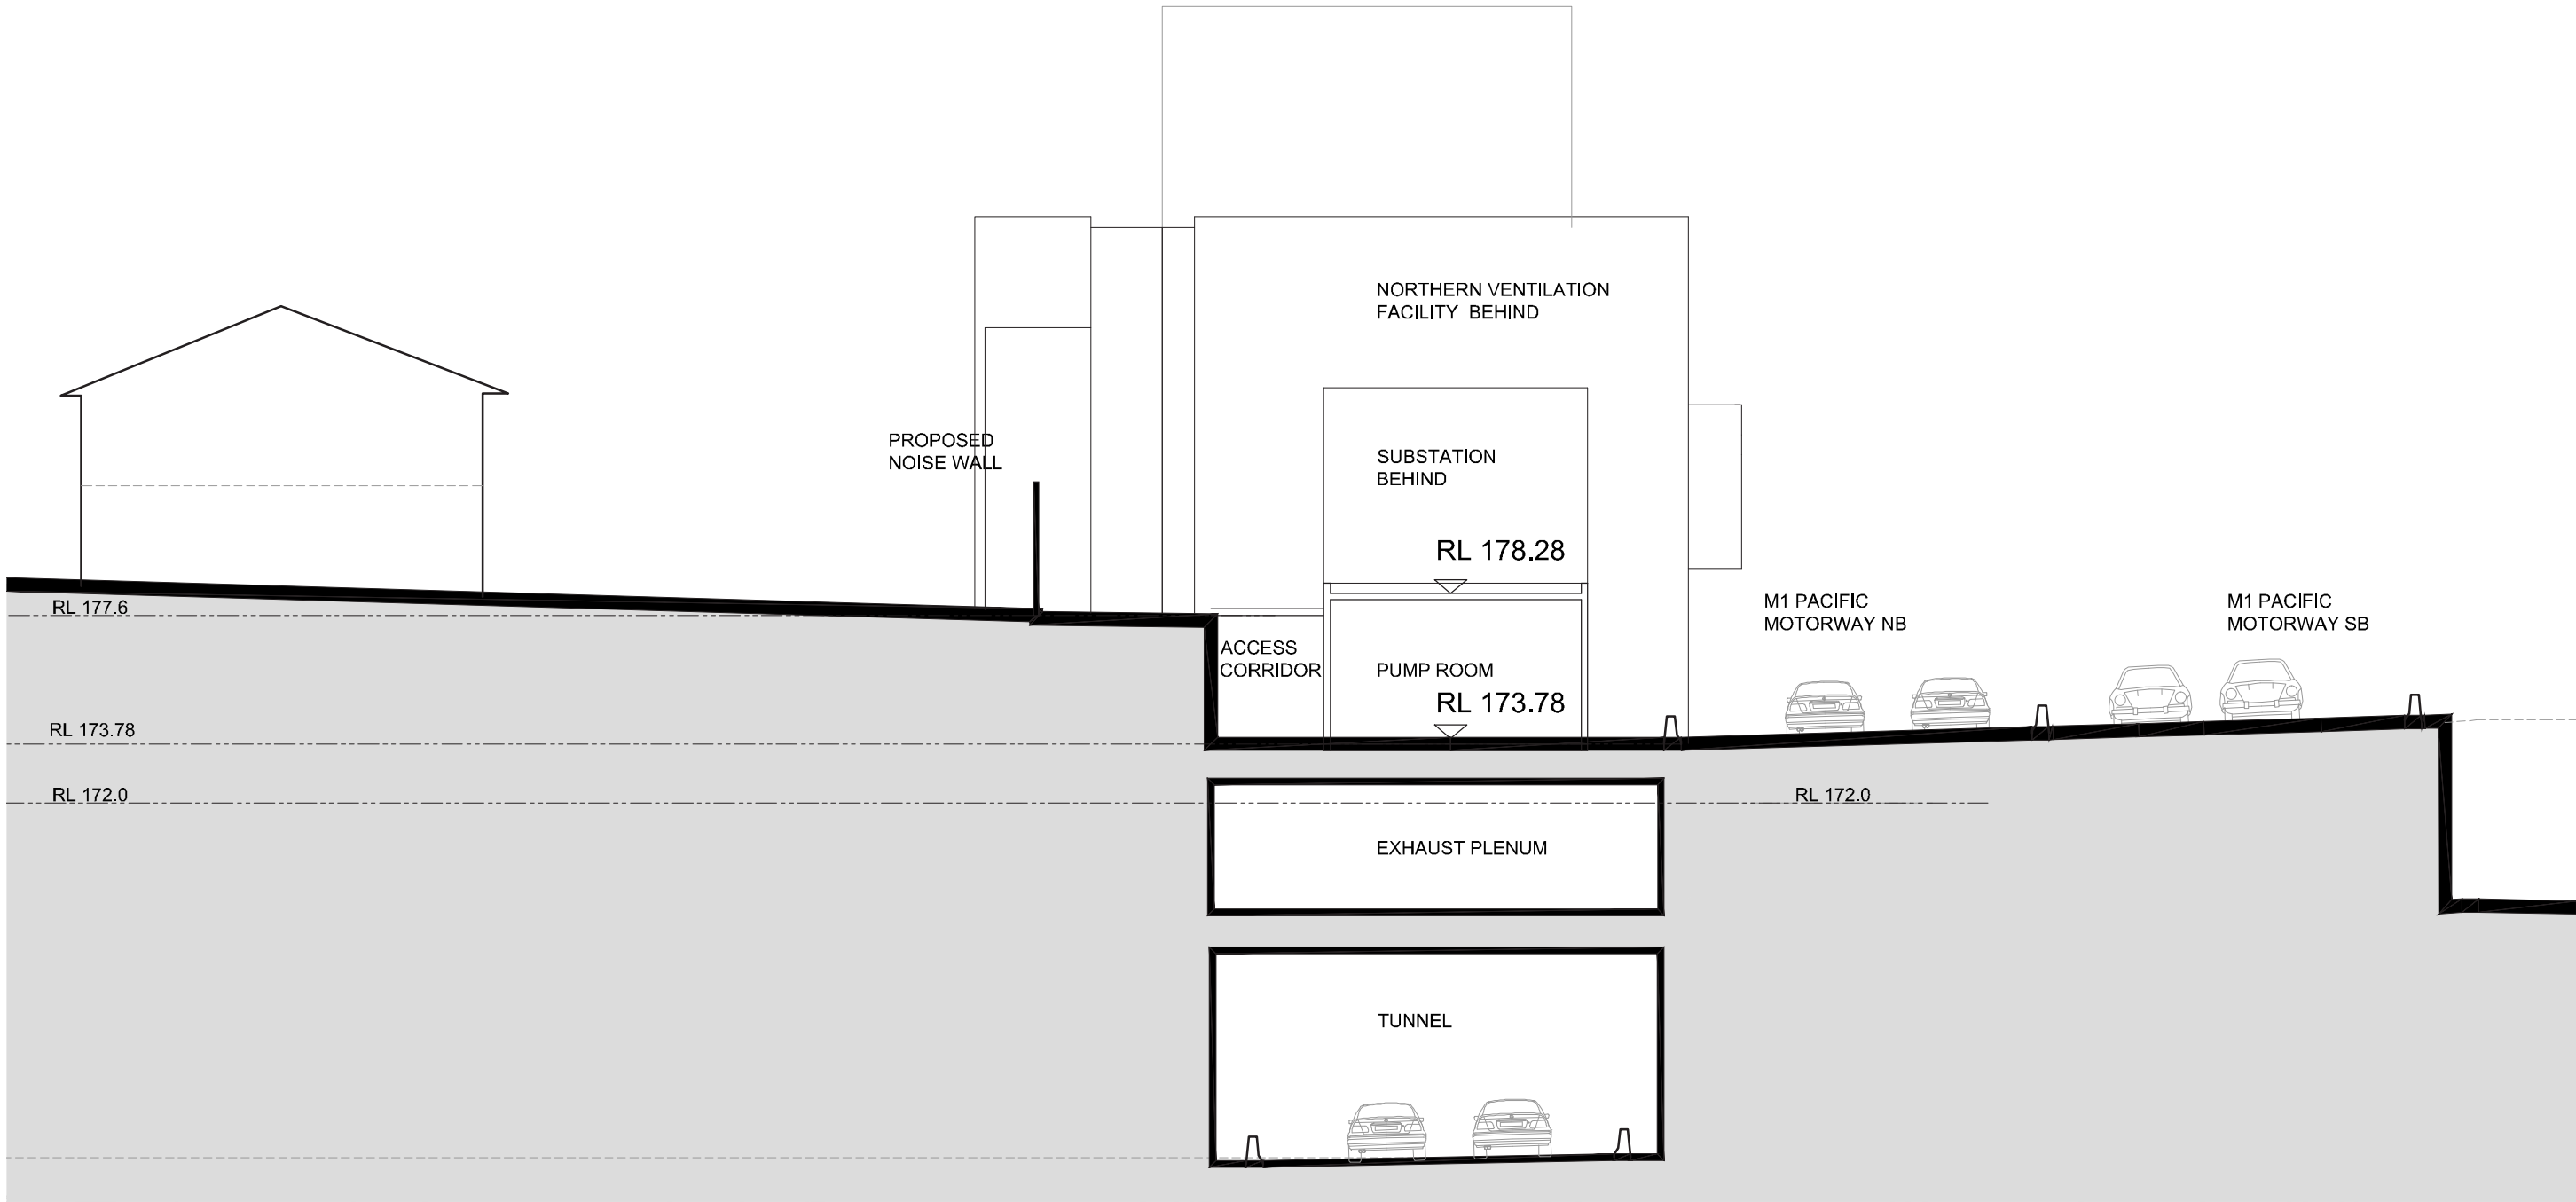 NORTHERN VENTILATION
FACILITY BEHIND
PROPOSED
NOISE WALL
SUBSTATION
BEHIND
RL 178.28
RL 177.6
M1 PACIFIC
MOTORWAY NB
M1 PACIFIC
MOTORWAY SB
ACCESS
CORRIDOR
PUMP ROOM
RL 173.78
RL 173.78
RL 172.0
RL 172.0
EXHAUST PLENUM
TUNNEL